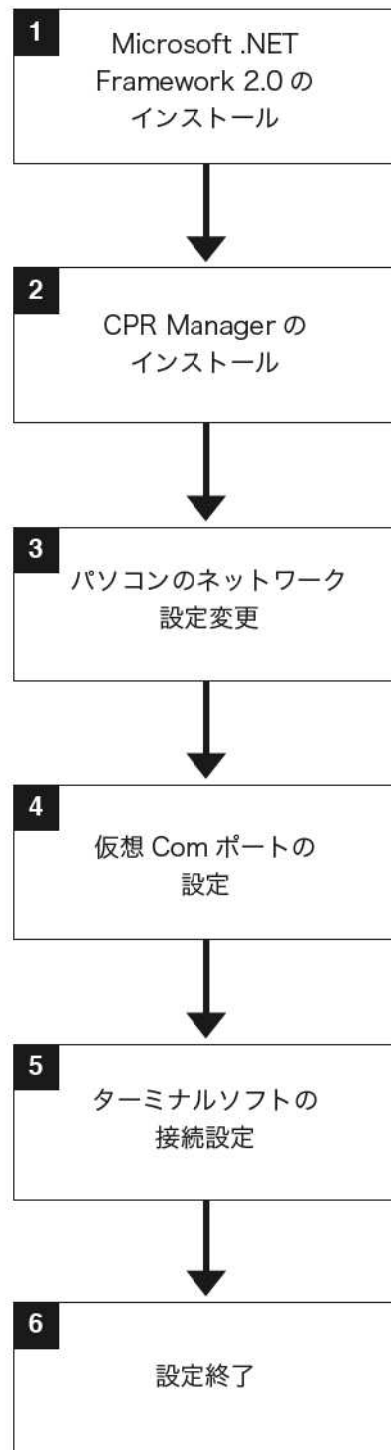 1
Microsoft .NET
Framework 2.0 の
インストール
2
CPR Manager の
インストール
3
パソコンのネットワーク
設定変更
4
仮想 Com ポートの
設定
5
ターミナルソフトの
接続設定
6
設定終了